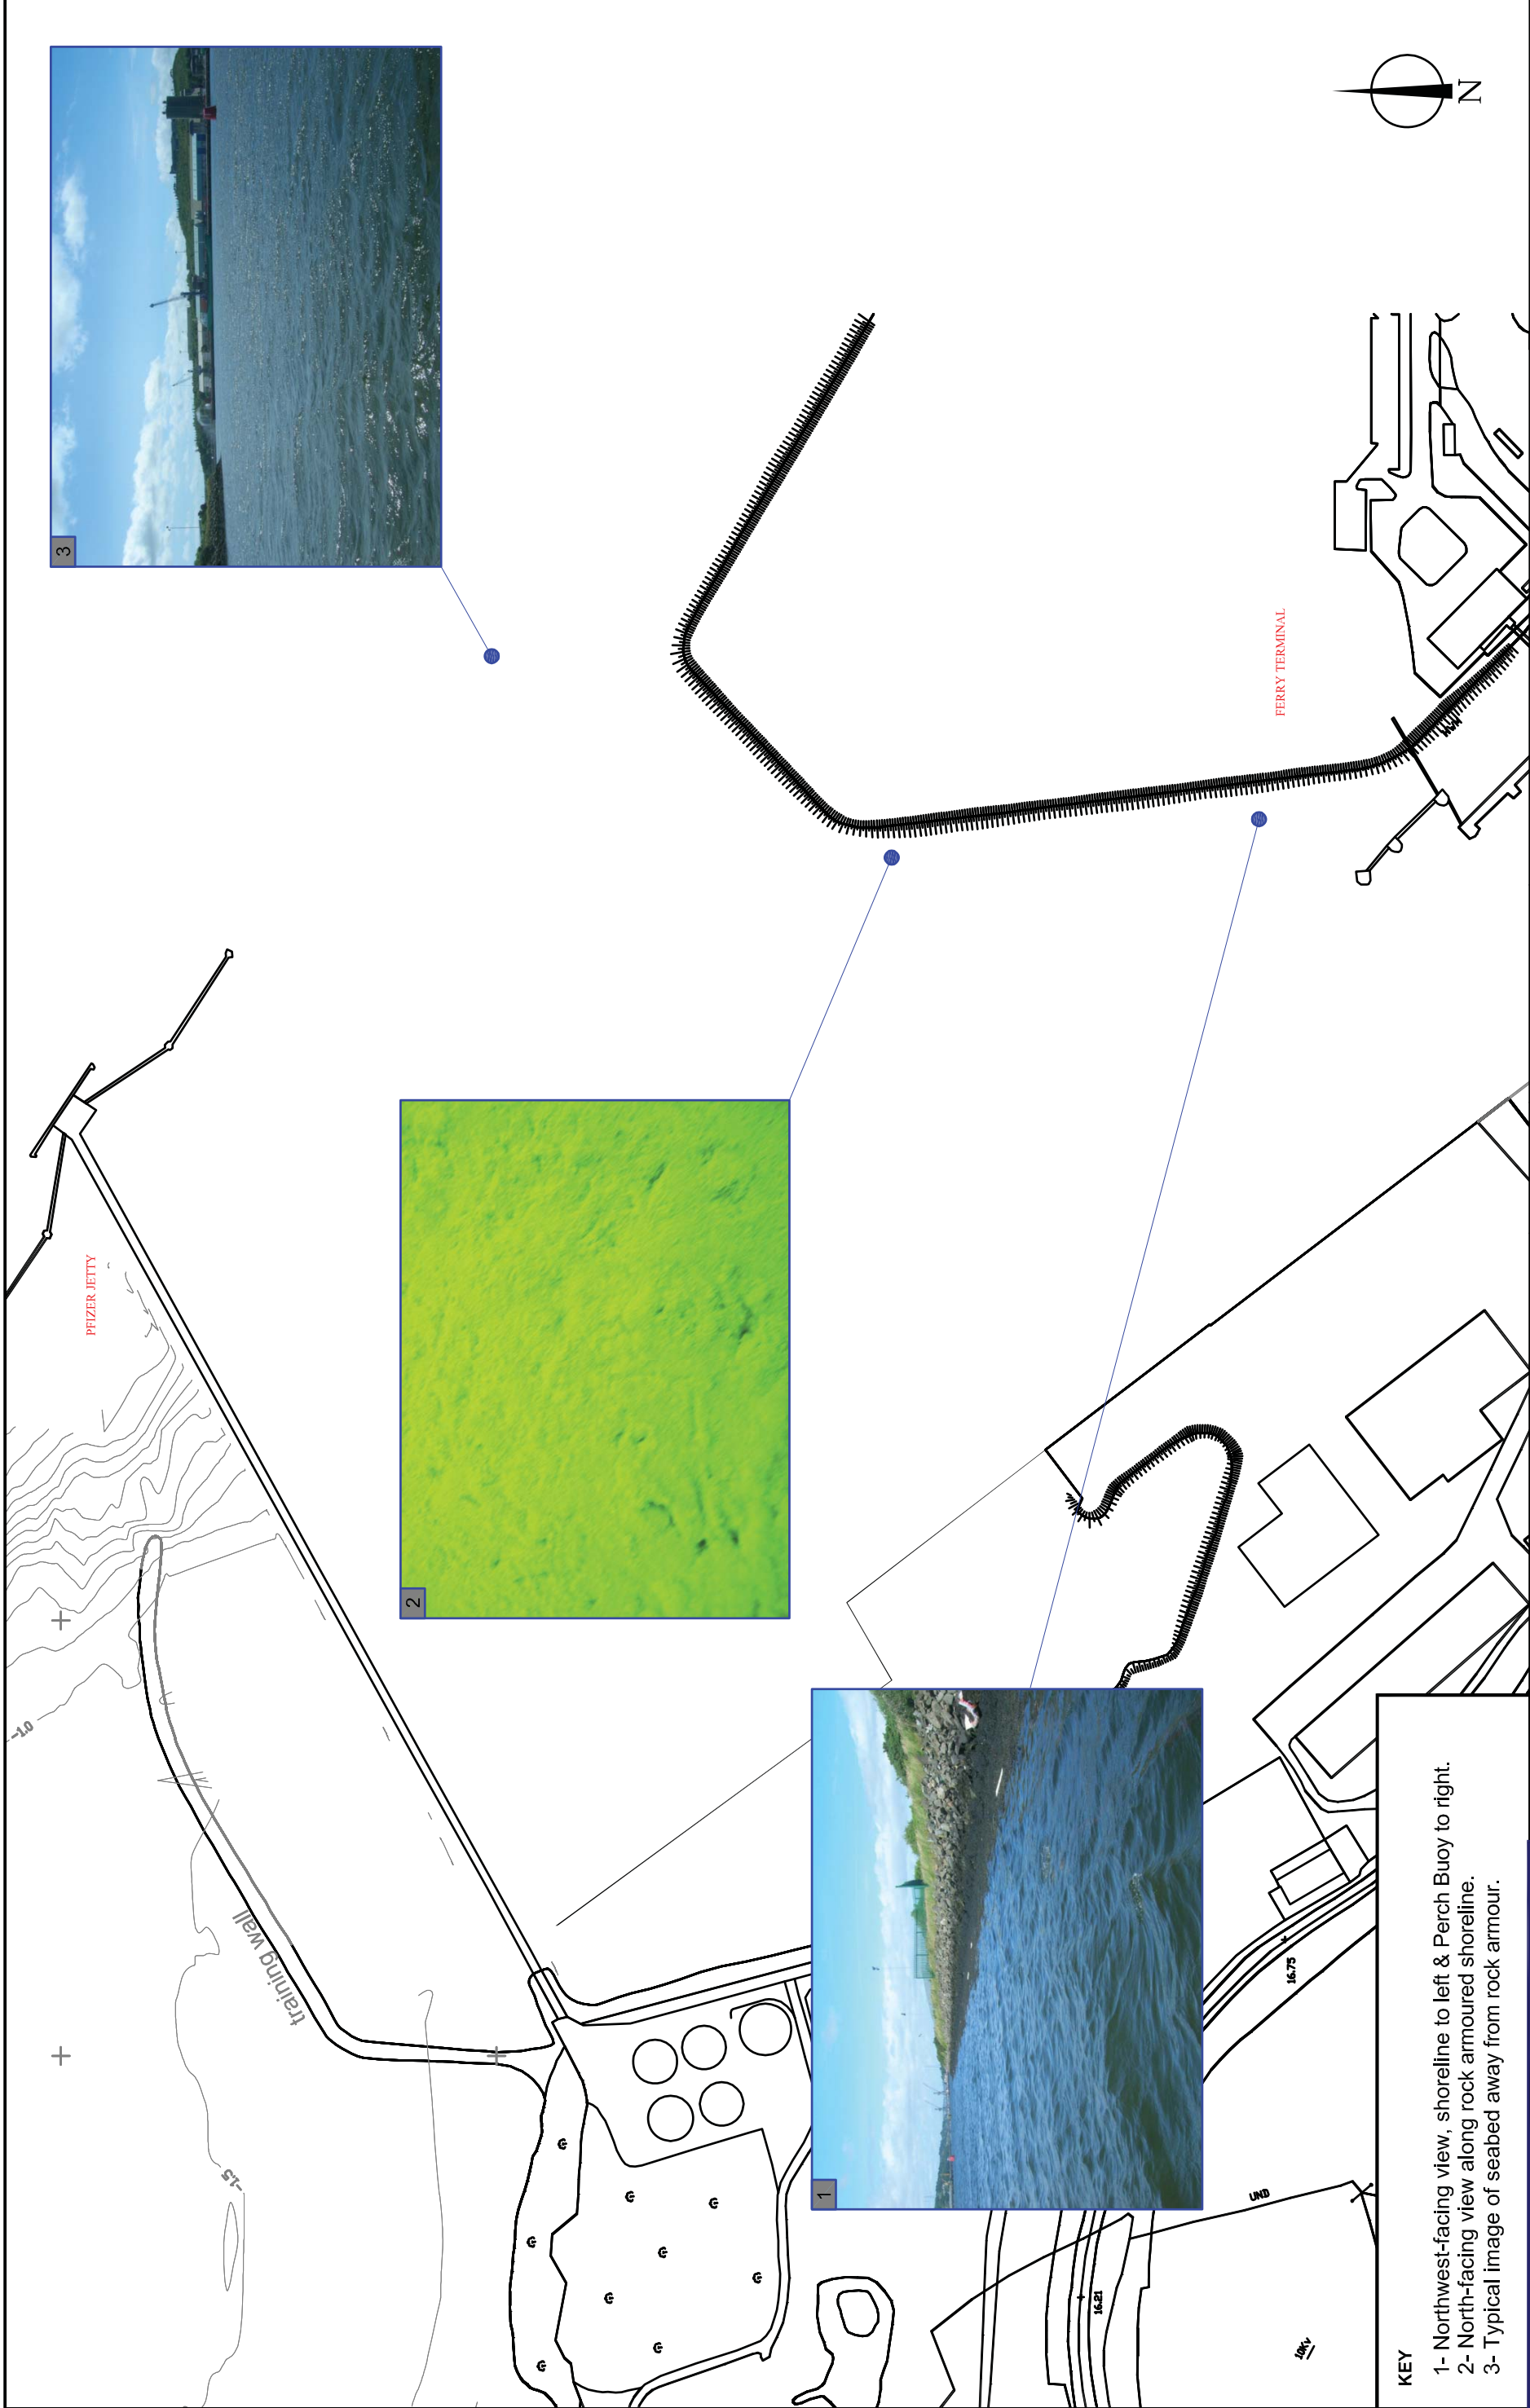 3
N
PFIZER JETTY
2
FERRY TERMINAL
-1.0
training wall
-15
1
16.75
16.21
UND
10Kv
KEY
1- Northwest-facing view, shoreline to left & Perch Buoy to right.
2- North-facing view along rock armoured shoreline.
3- Typical image of seabed away from rock armour.